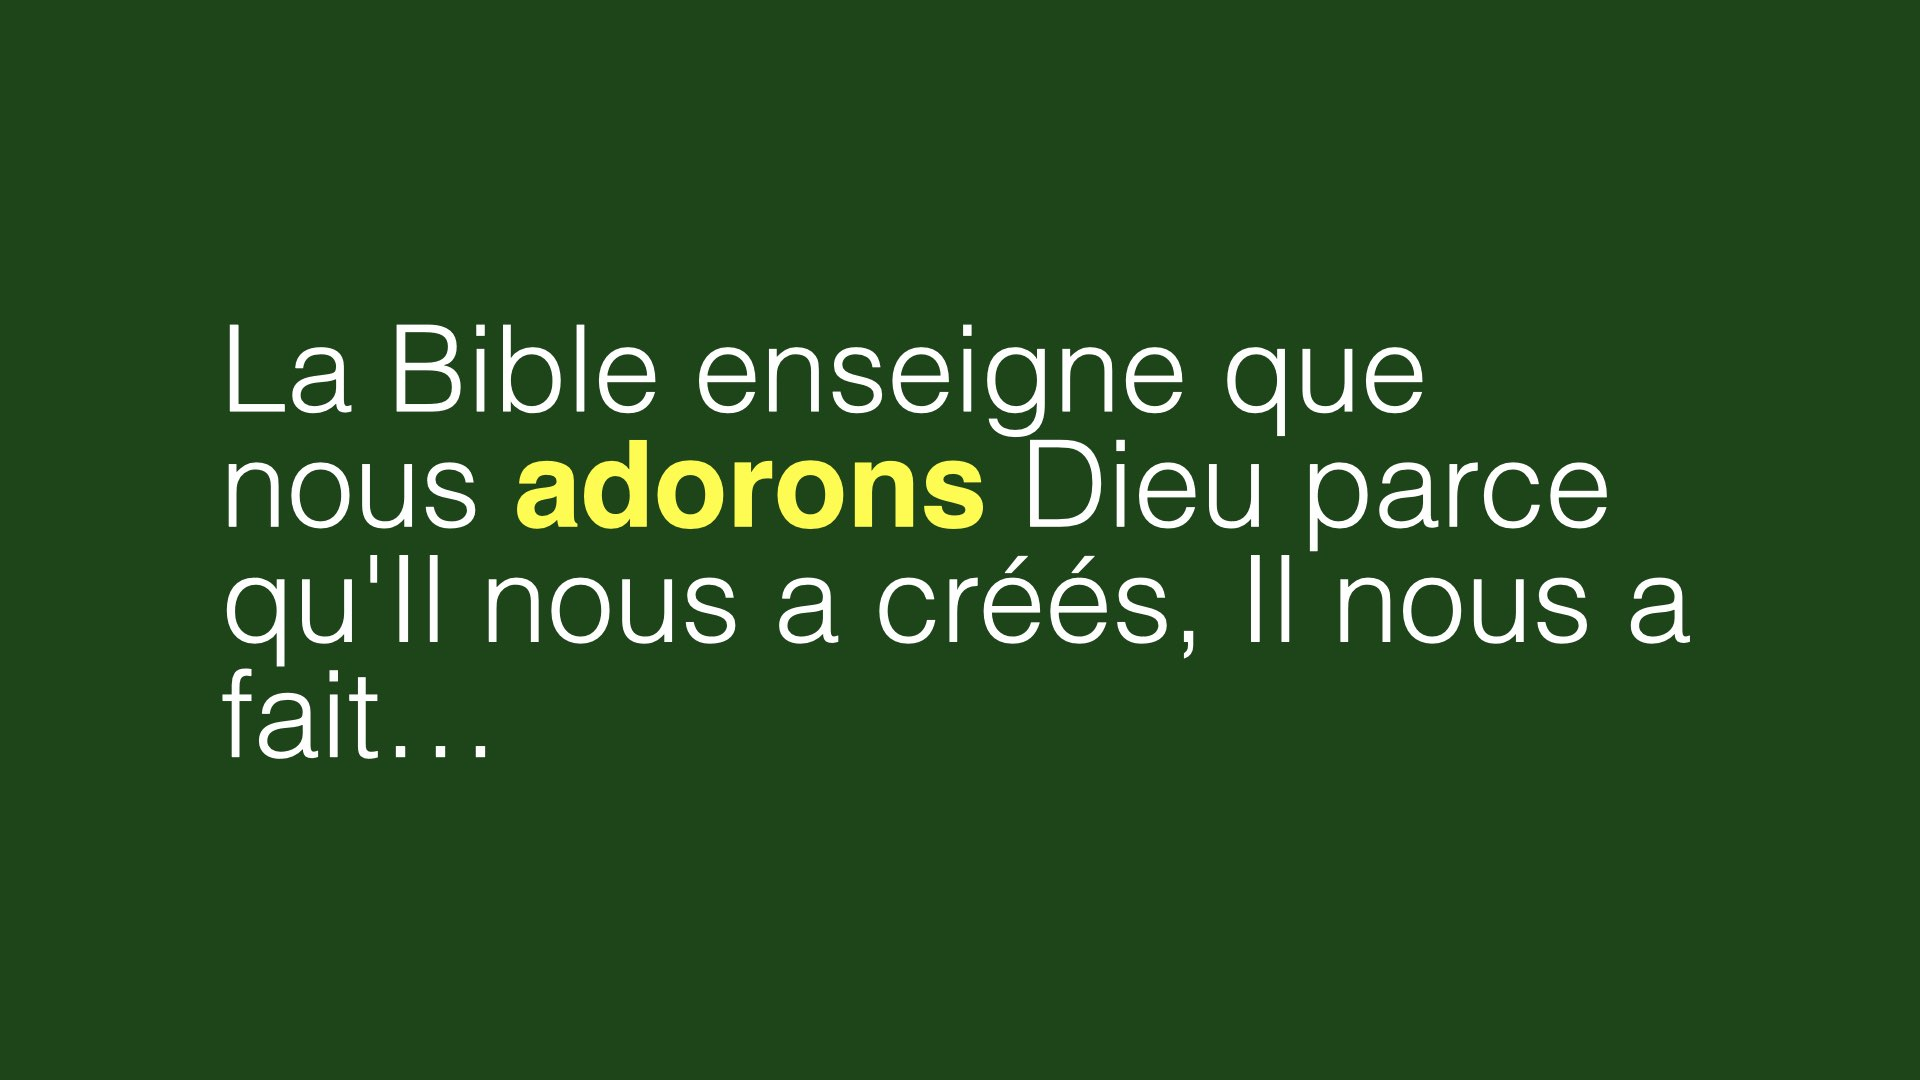 La Bible enseigne que
nous adorons Dieu parce
qu'Il nous a créés, Il nous a
fait…